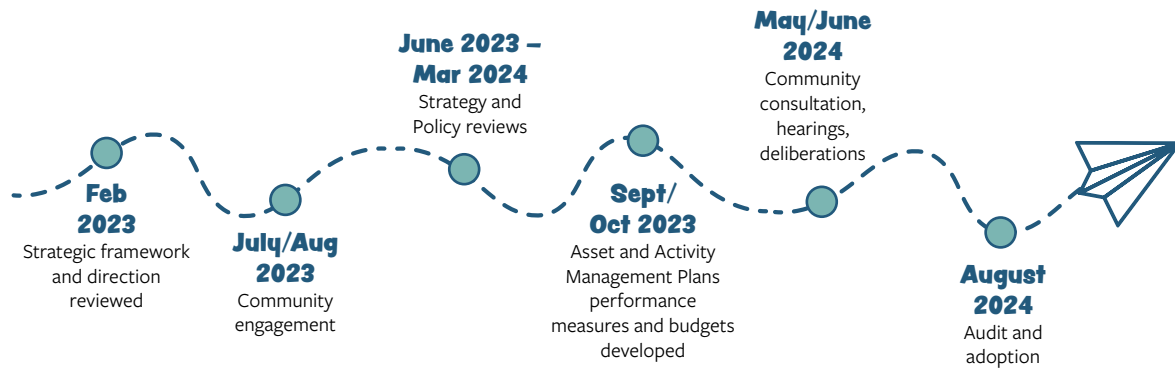 Feb
2023
Strategic framework
and direction
reviewed
July/Aug
2023
Community
engagement
June 2023 –
Mar 2024
Strategy and
Policy reviews
Sept/
Oct 2023
Asset and Activity
Management Plans
performance
measures and budgets
developed
May/June
2024
Community
consultation,
hearings,
deliberations
August
2024
Audit and
adoption